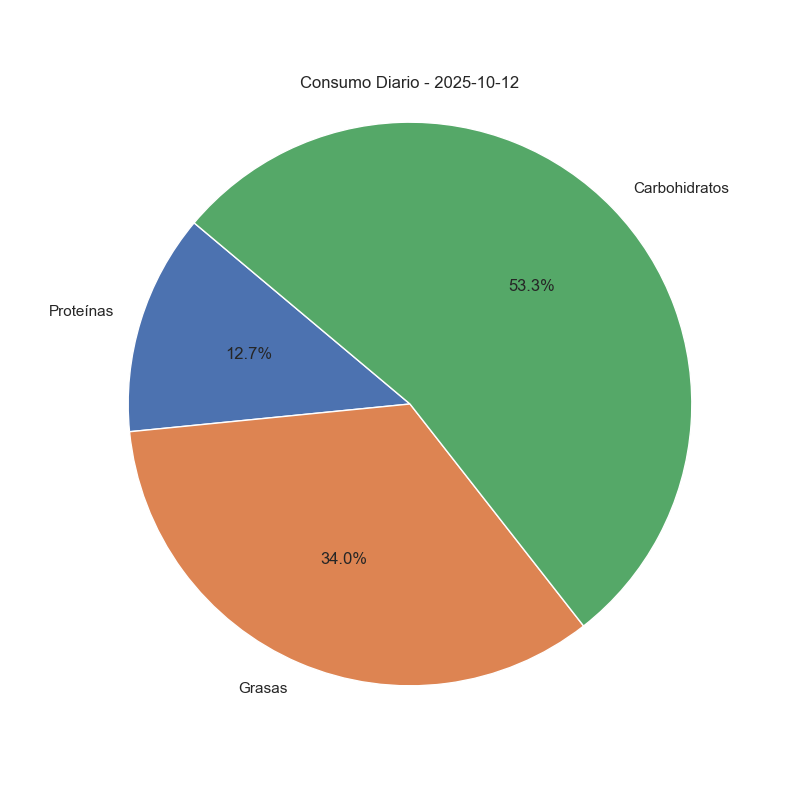 Consumo Diario - 2025-10-12
Carbohidratos
53.3%
Proteínas
12.7%
34.0%
Grasas